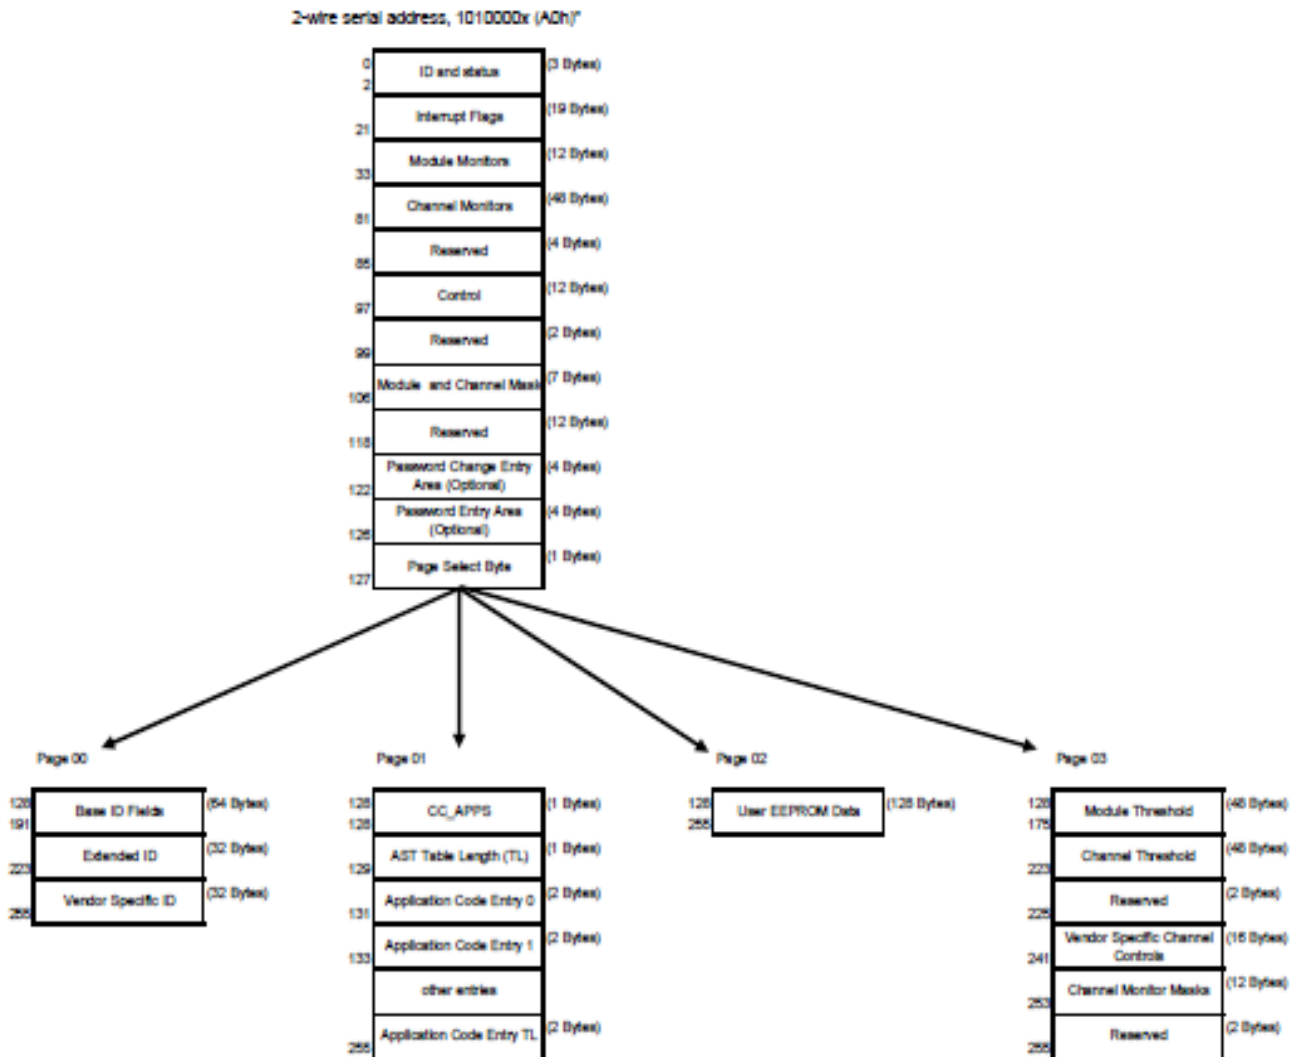 2-wire serial address, 1010000x (A0h)"
0
ID and status
(3 Bytes)
2
Interrupt Flags
(19 Bytes)
21
Module Monitors
(12 Bytes)
33
Channel Monitors
(48 Bytes)
81
Reserved
(4 Bytes)
85
Control
(12 Bytes)
97
Reserved
(2 Bytes)
99
Module and Channel Mask
(7 Bytes)
106
Reserved
(12 Bytes)
118
Password Change Entry
Area (Optional)
(4 Bytes)
122
Password Entry Area
(Optional)
(4 Bytes)
126
Page Select Byte
(1 Bytes)
127
Page 00
128
Base ID Fields
(64 Bytes)
191
Extended ID
(32 Bytes)
223
Vendor Specific ID
(32 Bytes)
255
Page 01
128
CC_APPS
(1 Bytes)
128
AST Table Length (TL)
(1 Bytes)
129
Application Code Entry 0
(2 Bytes)
131
Application Code Entry 1
(2 Bytes)
133
other entries
Application Code Entry TL
(2 Bytes)
255
Page 02
128
User EEPROM Data
(128 Bytes)
255
Page 03
128
Module Threshold
(48 Bytes)
175
Channel Threshold
(48 Bytes)
223
Reserved
(2 Bytes)
225
Vendor Specific Channel
Controls
(16 Bytes)
241
Channel Monitor Masks
(12 Bytes)
253
Reserved
(2 Bytes)
255